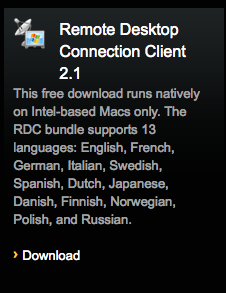 Remote Desktop
Connection Client
2.1
This free download runs natively
on Intel-based Macs only. The
RDC bundle supports 13
languages: English, French,
German, Italian, Swedish,
Spanish, Dutch, Japanese,
Danish, Finnish, Norwegian,
Polish, and Russian.
› Download